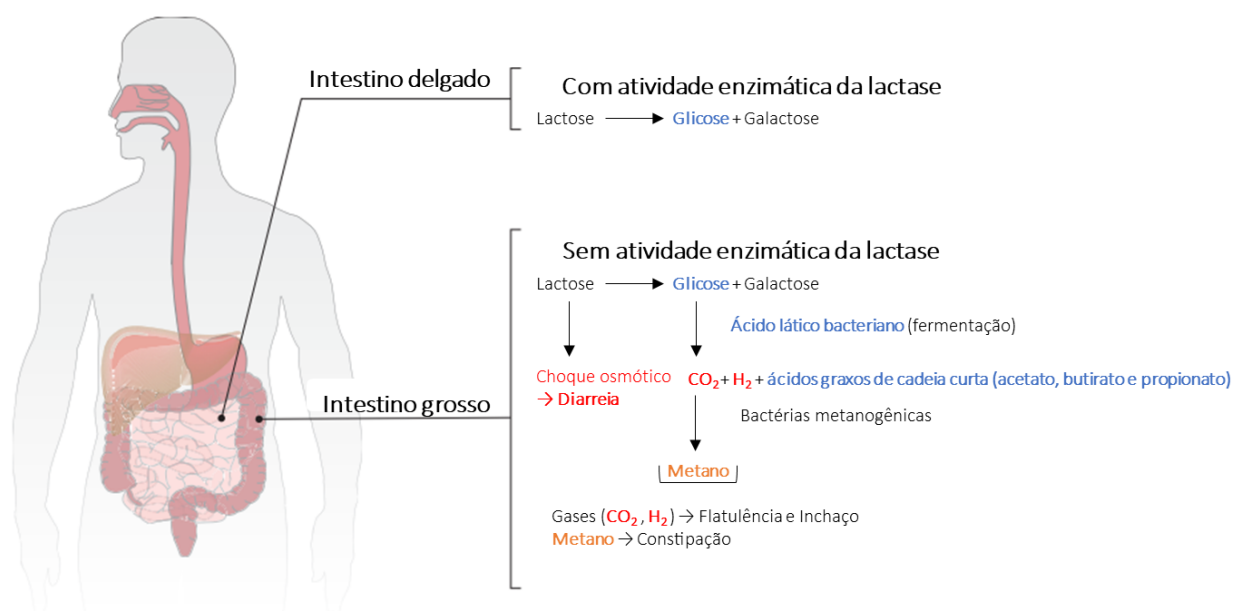 Intestino delgado
Com atividade enzimática da lactase
Lactose → Glicose + Galactose
Sem atividade enzimática da lactase
Lactose → Glicose + Galactose
Ácido lático bacteriano (fermentação)
Choque osmótico
→ Diarreia
CO₂ + H₂ + ácidos graxos de cadeia curta (acetato, butirato e propionato)
Intestino grosso
Bactérias metanogênicas
Metano
Gases (CO₂ , H₂) → Flatulência e Inchaço
Metano → Constipação